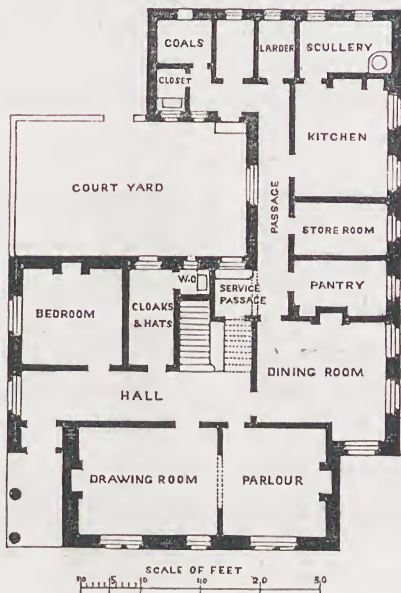 COALS
LARDER
SCULLERY
CLOSET
KITCHEN
COURT YARD
PASSAGE
STORE ROOM
W·C
SERVICE
PASSAGE
PANTRY
BEDROOM
CLOAKS
& HATS
DINING ROOM
HALL
DRAWING ROOM
PARLOUR
SCALE OF FEET
10 5 0 10 20 30